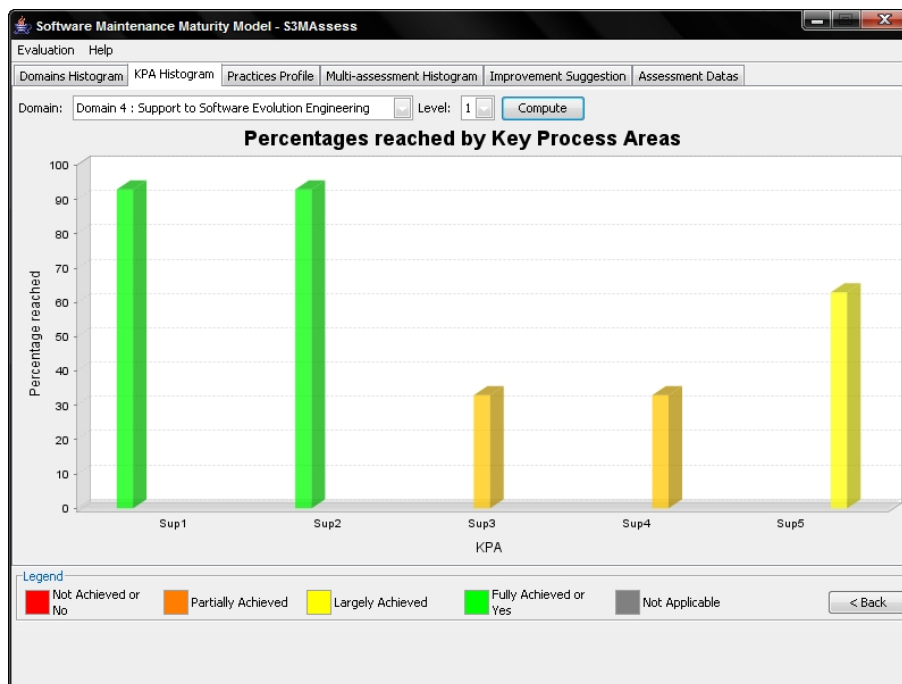 Software Maintenance Maturity Model - S3MAssess
Evaluation Help
Domains Histogram KPA Histogram Practices Profile Multi-assessment Histogram Improvement Suggestion Assessment Datas
Domain: Domain 4 : Support to Software Evolution Engineering Level: 1 Compute
Percentages reached by Key Process Areas
100
90
80
70
60
50
40
30
20
10
0
Percentage reached
Sup1 Sup2 Sup3 Sup4 Sup5
KPA
Legend
Not Achieved or
No
Partially Achieved
Largely Achieved
Fully Achieved or
Yes
Not Applicable
< Back